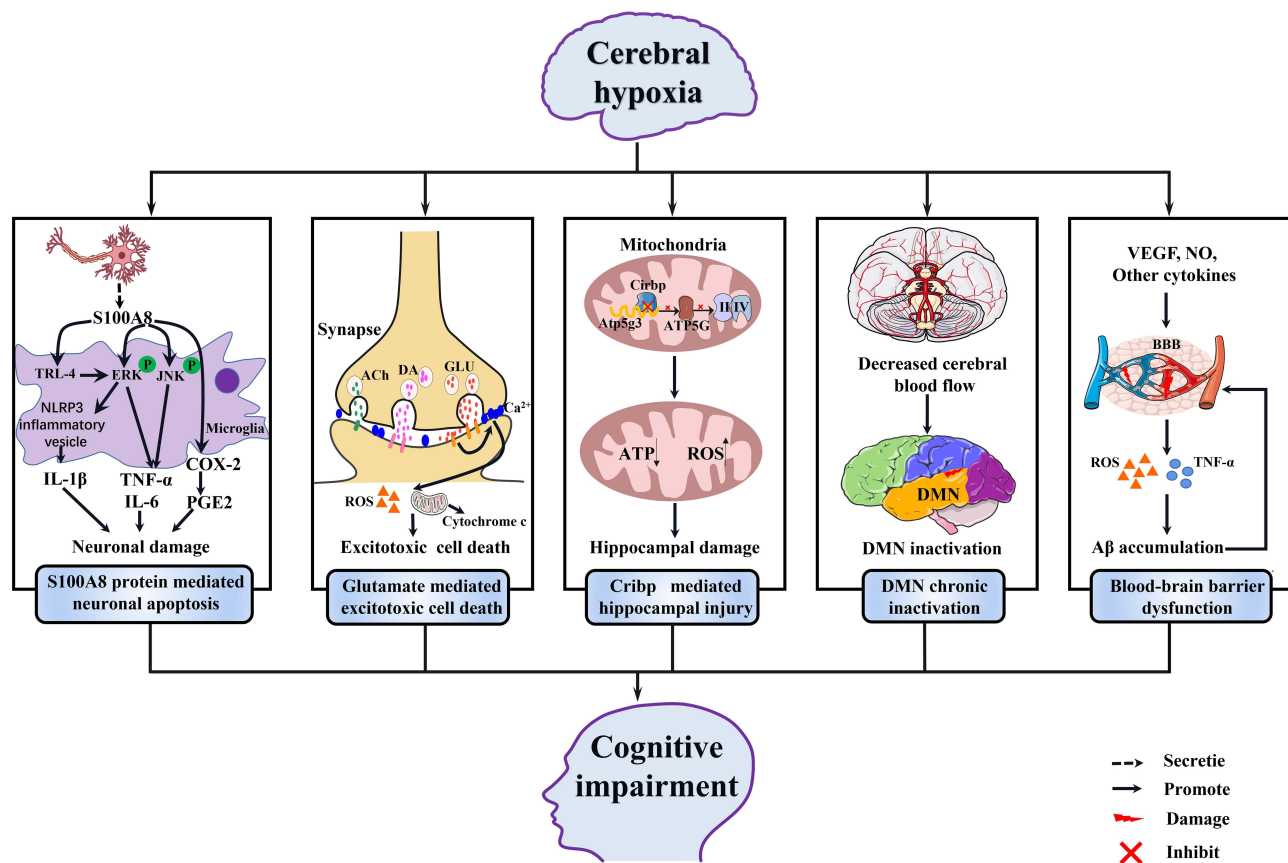 Cerebral
hypoxia
S100A8
TRL-4
ERK
P
JNK
P
NLRP3
inflammatory
vesicle
Microglia
COX-2
IL-1β
TNF-α
IL-6
PGE2
Neuronal damage
S100A8 protein mediated
neuronal apoptosis
Synapse
ACh
DA
GLU
Ca²⁺
ROS
Cytochrome c
Excitotoxic cell death
Glutamate mediated
excitotoxic cell death
Mitochondria
Cirbp
Atp5g3
ATP5G
II
IV
ATP
ROS
Hippocampal damage
Cribp mediated
hippocampal injury
Decreased cerebral
blood flow
DMN
DMN inactivation
DMN chronic
inactivation
VEGF, NO,
Other cytokines
BBB
ROS
TNF-α
Aβ accumulation
Blood-brain barrier
dysfunction
Cognitive
impairment
Secretie
Promote
Damage
Inhibit